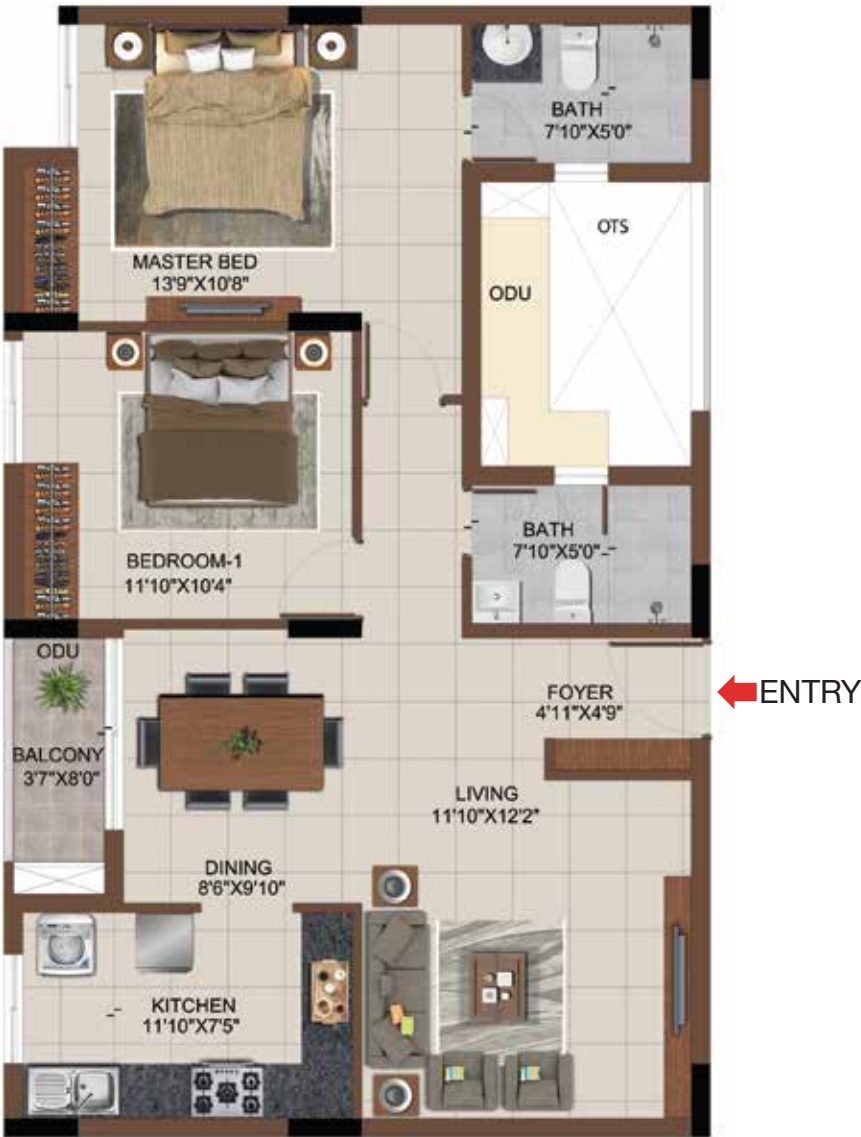 BATH
7'10"X5'0"
OTS
MASTER BED
13'9"X10'8"
ODU
BATH
7'10"X5'0"
BEDROOM-1
11'10"X10'4"
ODU
FOYER
4'11"X4'9"
ENTRY
BALCONY
3'7"X8'0"
LIVING
11'10"X12'2"
DINING
8'6"X9'10"
KITCHEN
11'10"X7'5"